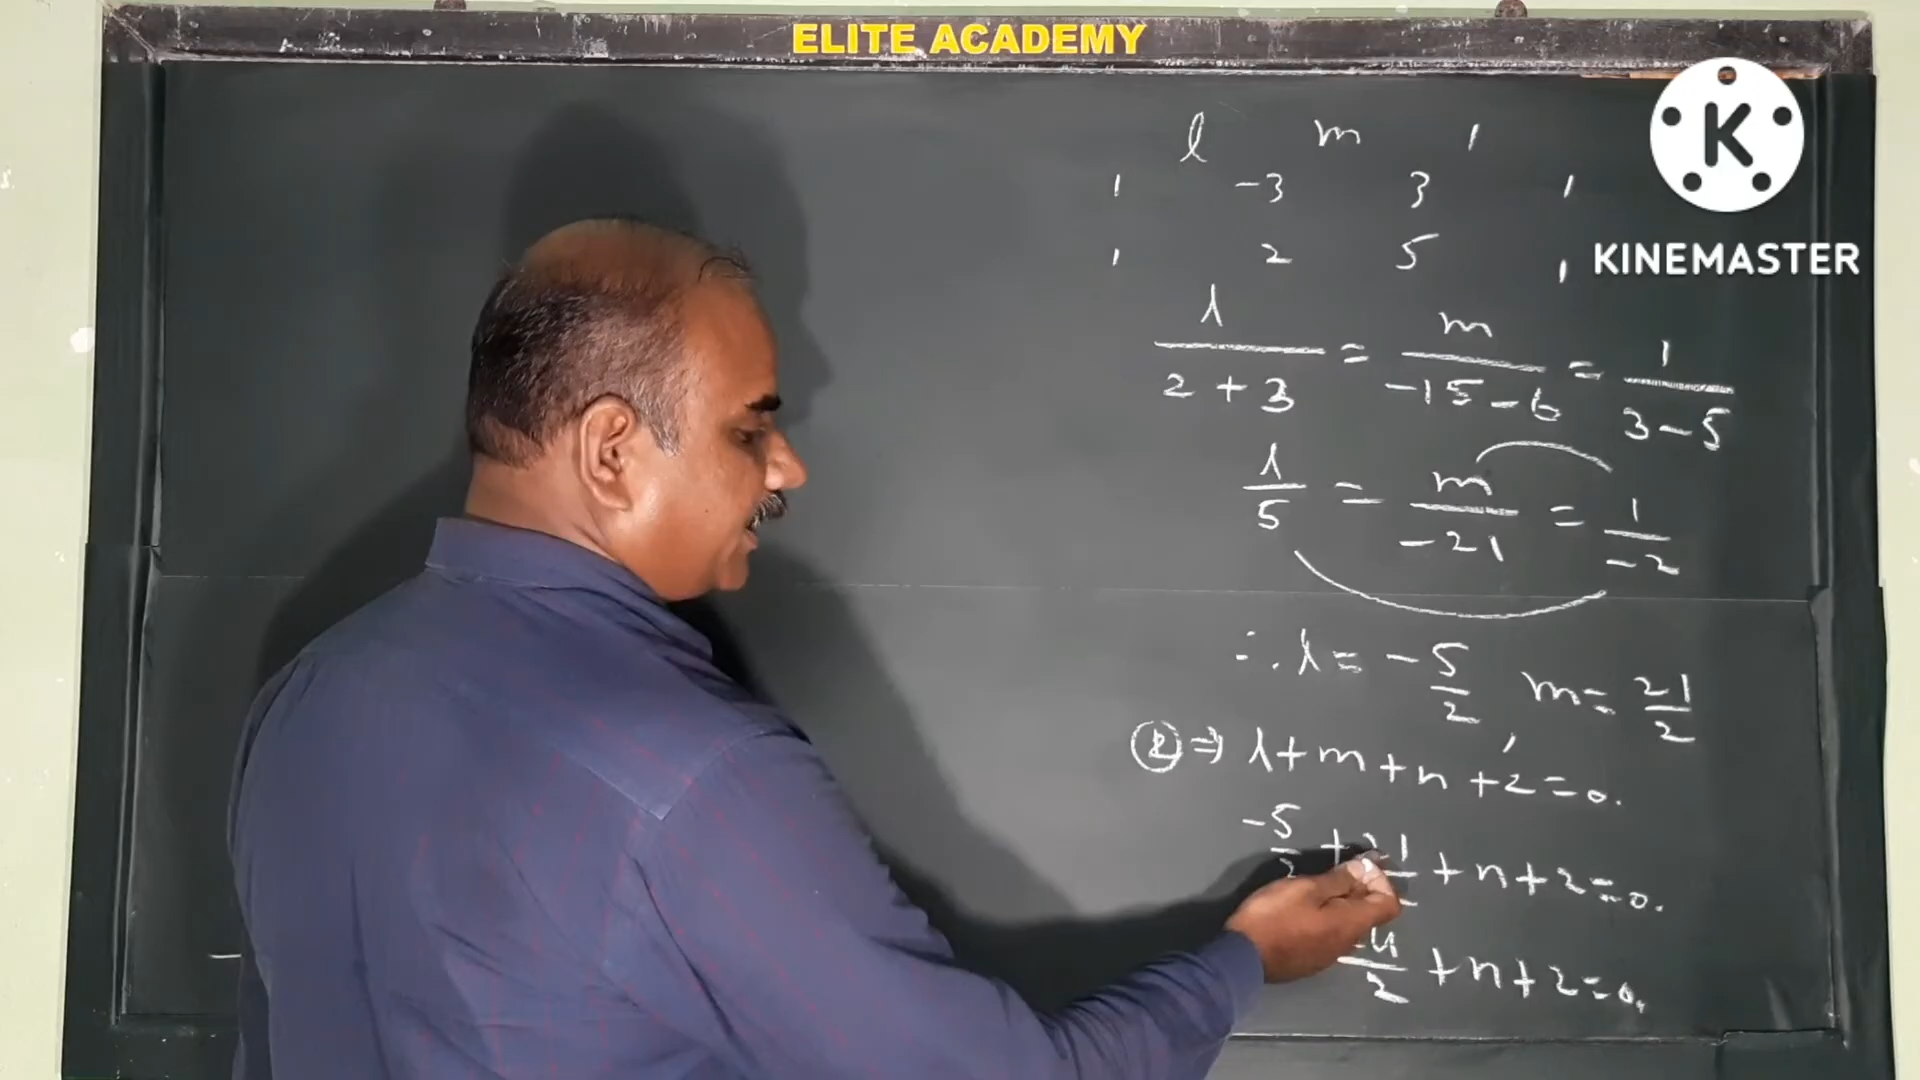 ELITE ACADEMY
K
KINEMASTER
l m 1
1 -3 3 1
1 2 5 1
l/(2+3) = m/(-15-6) = 1/(3-5)
l/5 = m/-21 = 1/-2
∴ l = -5/2, m = 21/2
② ⇒ l+m+n+2=0.
-5/2 + 21/2 + n+2=0.
+n+2=0.